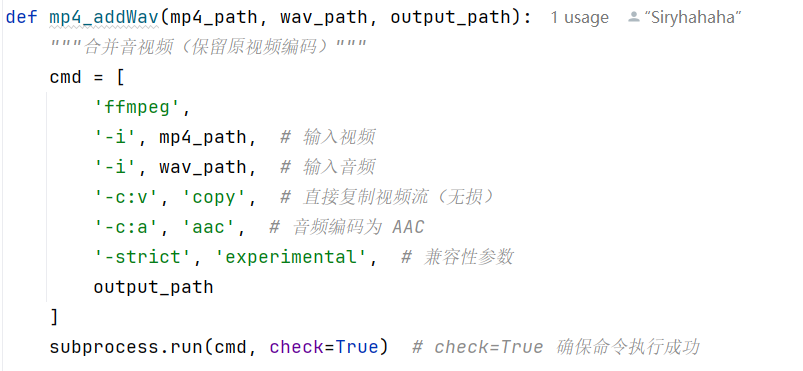 def mp4_addWav(mp4_path, wav_path, output_path): 1 usage “Siryhahaha”
"""合并音视频（保留原视频编码）"""
cmd = [
'ffmpeg',
'-i', mp4_path, # 输入视频
'-i', wav_path, # 输入音频
'-c:v', 'copy', # 直接复制视频流（无损）
'-c:a', 'aac', # 音频编码为 AAC
'-strict', 'experimental', # 兼容性参数
output_path
]
subprocess.run(cmd, check=True) # check=True 确保命令执行成功